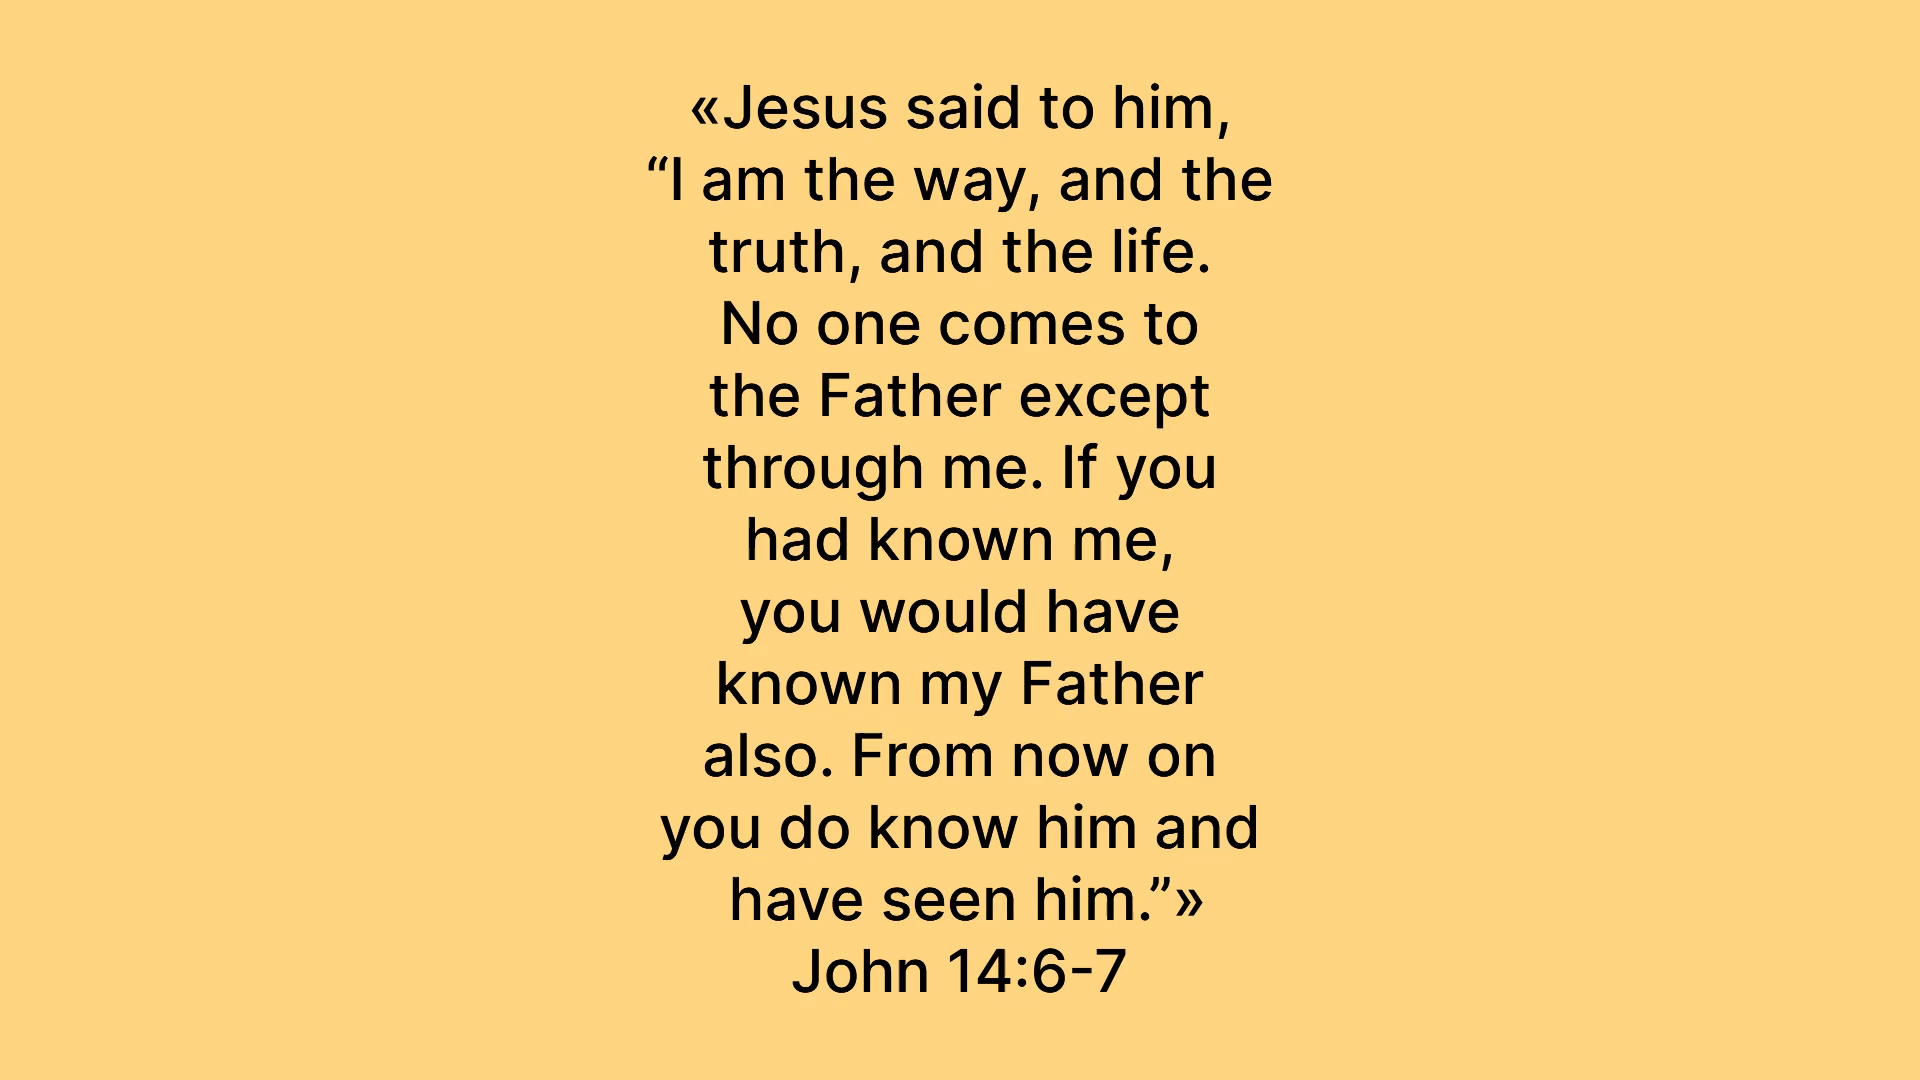 «Jesus said to him,
“I am the way, and the
truth, and the life.
No one comes to
the Father except
through me. If you
had known me,
you would have
known my Father
also. From now on
you do know him and
have seen him.”»
John 14:6-7